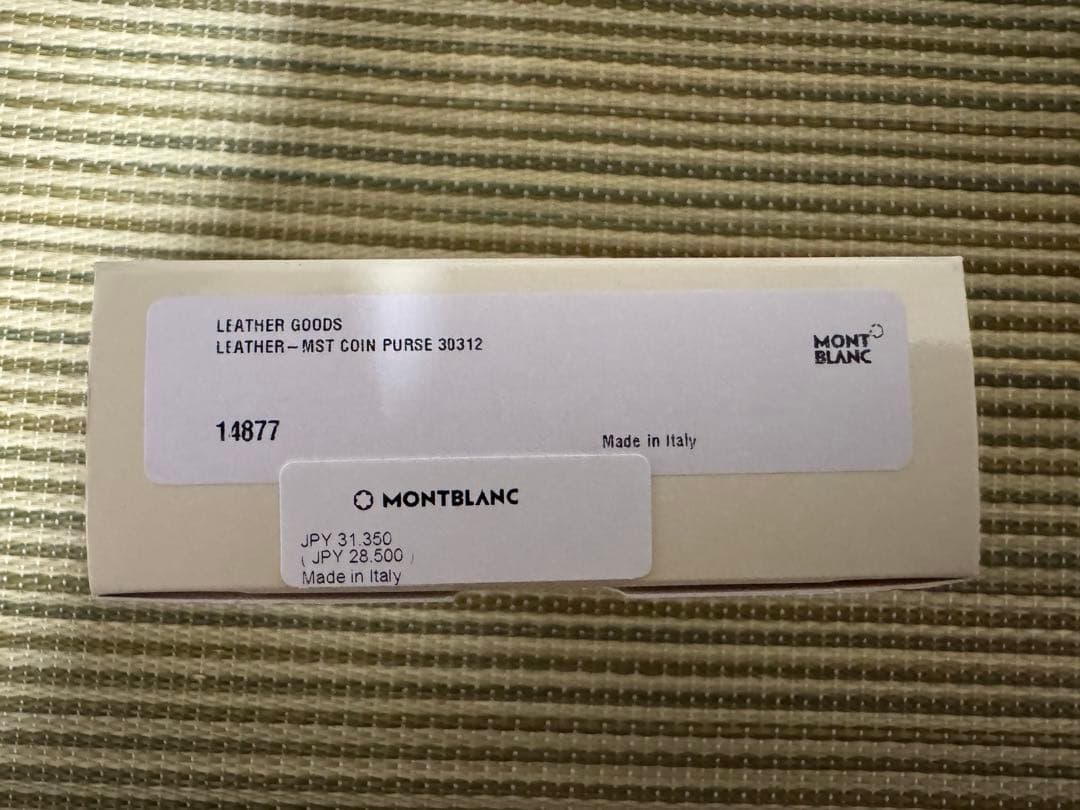 LEATHER GOODS
LEATHER-MST COIN PURSE 30312
MONT
BLANC
14877
Made in Italy
MONTBLANC
JPY 31.350
( JPY 28.500 )
Made in Italy